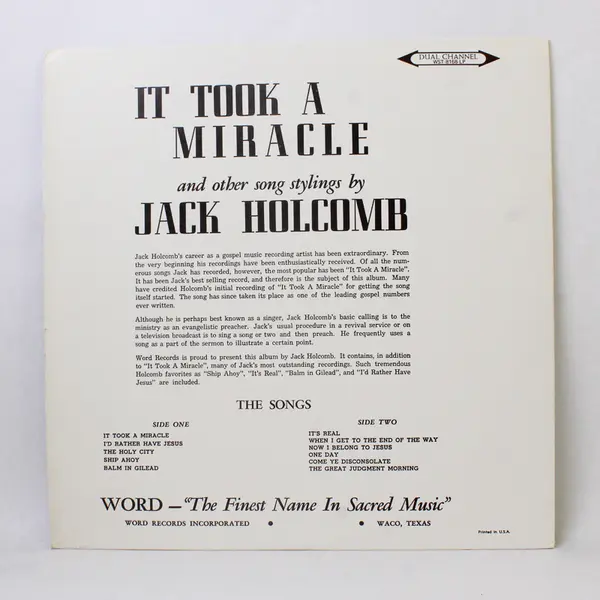 DUAL CHANNEL
WST-8168 LP
IT TOOK A
MIRACLE
and other song stylings by
JACK HOLCOMB
Jack Holcomb's career as a gospel music recording artist has been extraordinary. From
the very beginning his recordings have been enthusiastically received. Of all the num-
erous songs Jack has recorded, however, the most popular has been "It Took A Miracle".
It has been Jack's best selling record, and therefore is the subject of this album. Many
have credited Holcomb's initial recording of "It Took A Miracle" for getting the song
itself started. The song has since taken its place as one of the leading gospel numbers
ever written.
Although he is perhaps best known as a singer, Jack Holcomb's basic calling is to the
ministry as an evangelistic preacher. Jack's usual procedure in a revival service or on
a television broadcast is to sing a song or two and then preach. He frequently uses a
song as a part of the sermon to illustrate a certain point.
Word Records is proud to present this album by Jack Holcomb. It contains, in addition
to "It Took A Miracle", many of Jack's most outstanding recordings. Such tremendous
Holcomb favorites as "Ship Ahoy", "It's Real", "Balm in Gilead", and "I'd Rather Have
Jesus" are included.
THE SONGS
SIDE ONE
IT TOOK A MIRACLE
I'D RATHER HAVE JESUS
THE HOLY CITY
SHIP AHOY
BALM IN GILEAD
SIDE TWO
IT'S REAL
WHEN I GET TO THE END OF THE WAY
NOW I BELONG TO JESUS
ONE DAY
COME YE DISCONSOLATE
THE GREAT JUDGMENT MORNING
WORD — "The Finest Name In Sacred Music"
WORD RECORDS INCORPORATED • • WACO, TEXAS
Printed in U.S.A.